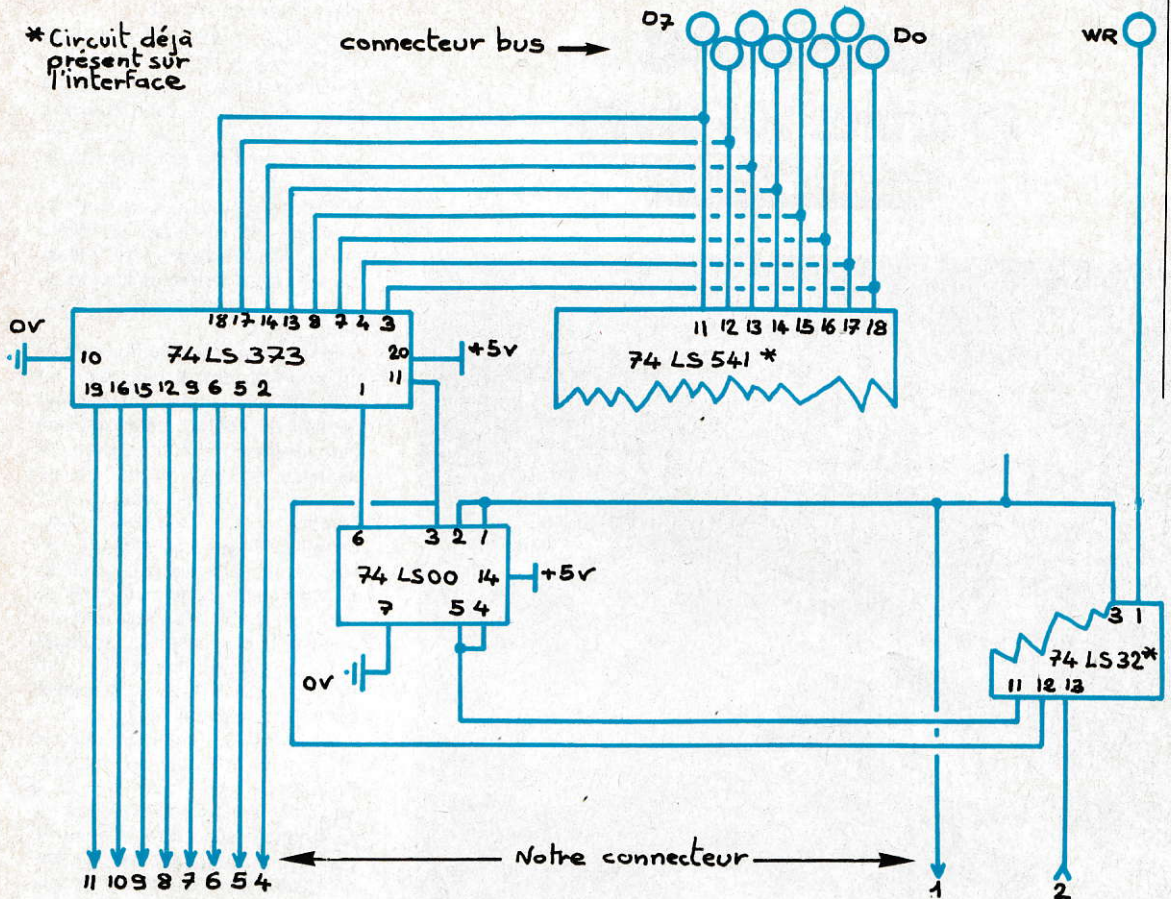 * Circuit déjà
présent sur
l'interface
connecteur bus
D7
Do
WR
18 17 14 13 8 7 4 3
0v
10
74 LS 373
20
+5v
11
19 16 15 12 9 6 5 2
1
11 12 13 14 15 16 17 18
74 LS 541 *
6
3 2 1
74 LS00
14
+5v
7
5 4
0v
3 1
74 LS32*
11 12 13
Notre connecteur
11 10 9 8 7 6 5 4
1
2